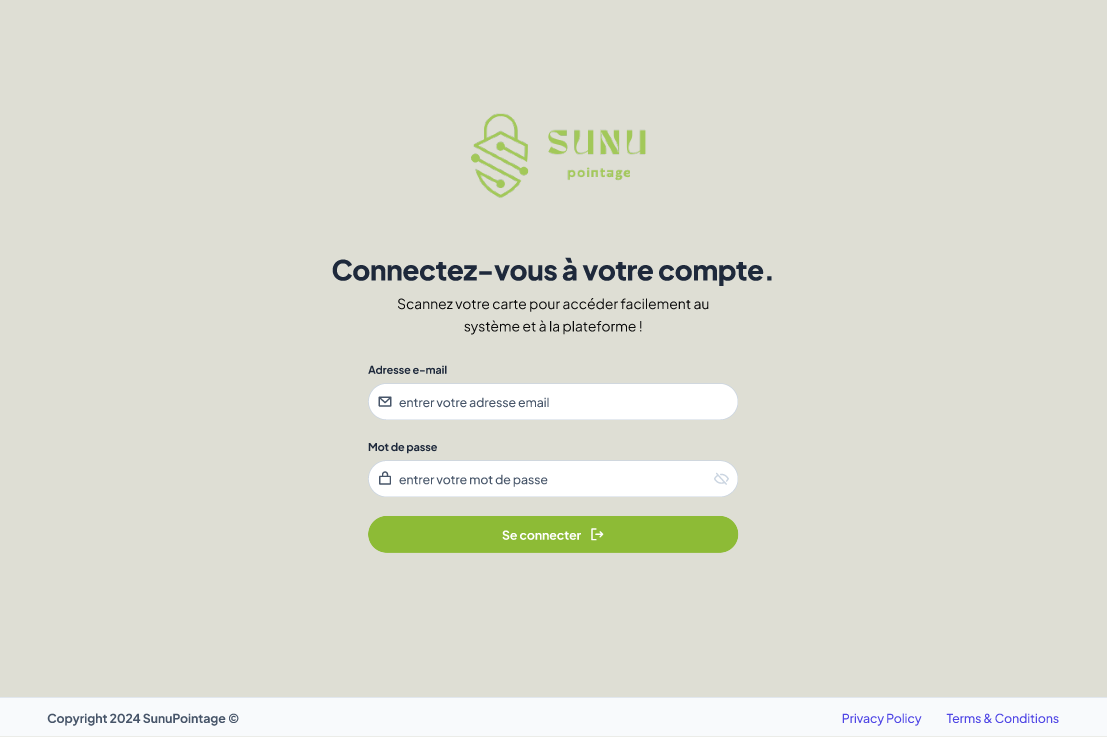 SUNU
pointage
Connectez-vous à votre compte.
Scannez votre carte pour accéder facilement au
système et à la plateforme !
Adresse e-mail
entrer votre adresse email
Mot de passe
entrer votre mot de passe
Se connecter
Copyright 2024 SunuPointage ©
Privacy Policy
Terms & Conditions